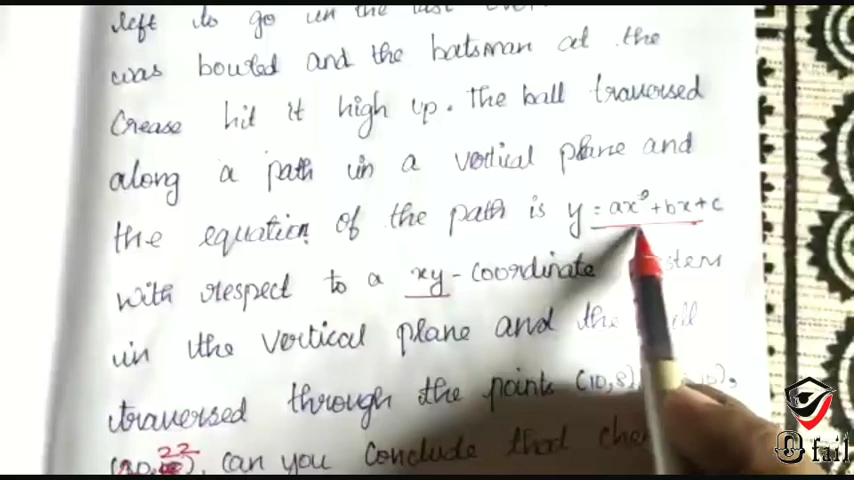 left to go in the last
was bowled and the batsman at the
Crease hit it high up. The ball traversed
along a path in a vertical plane and
the equation of the path is y = ax²+bx+c
with respect to a xy-coordinate
in the vertical plane and the
traversed through the points (10,8),
22
can you conclude that
fail